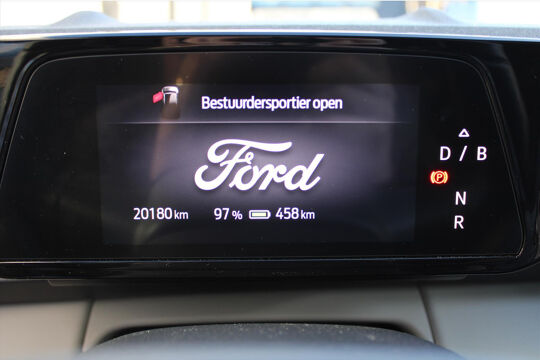 Bestuurdersportier open
Ford
20180 km 97 % 458 km
D / B
P
N
R